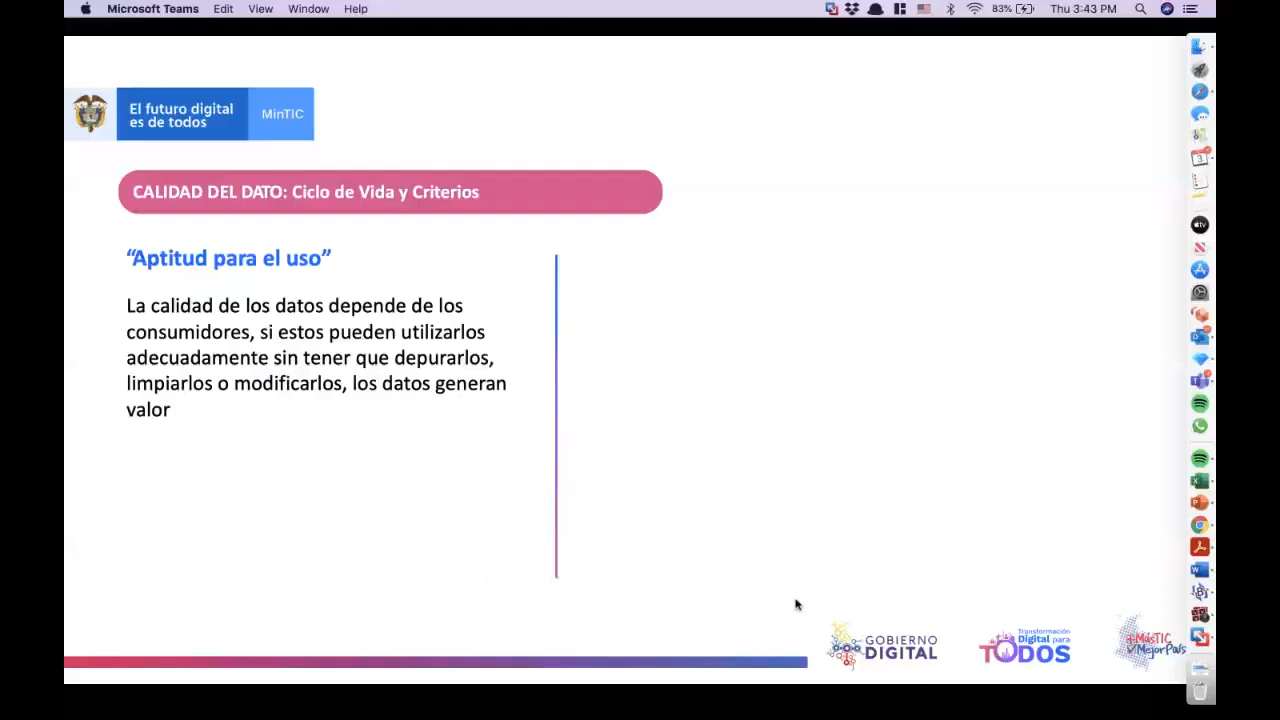 Microsoft Teams Edit View Window Help
83% Thu 3:43 PM
El futuro digital
es de todos
MinTIC
CALIDAD DEL DATO: Ciclo de Vida y Criterios
“Aptitud para el uso”
La calidad de los datos depende de los
consumidores, si estos pueden utilizarlos
adecuadamente sin tener que depurarlos,
limpiarlos o modificarlos, los datos generan
valor
GOBIERNO
DIGITAL
Transformación
Digital para
TODOS
+MásTIC
MejorPaís